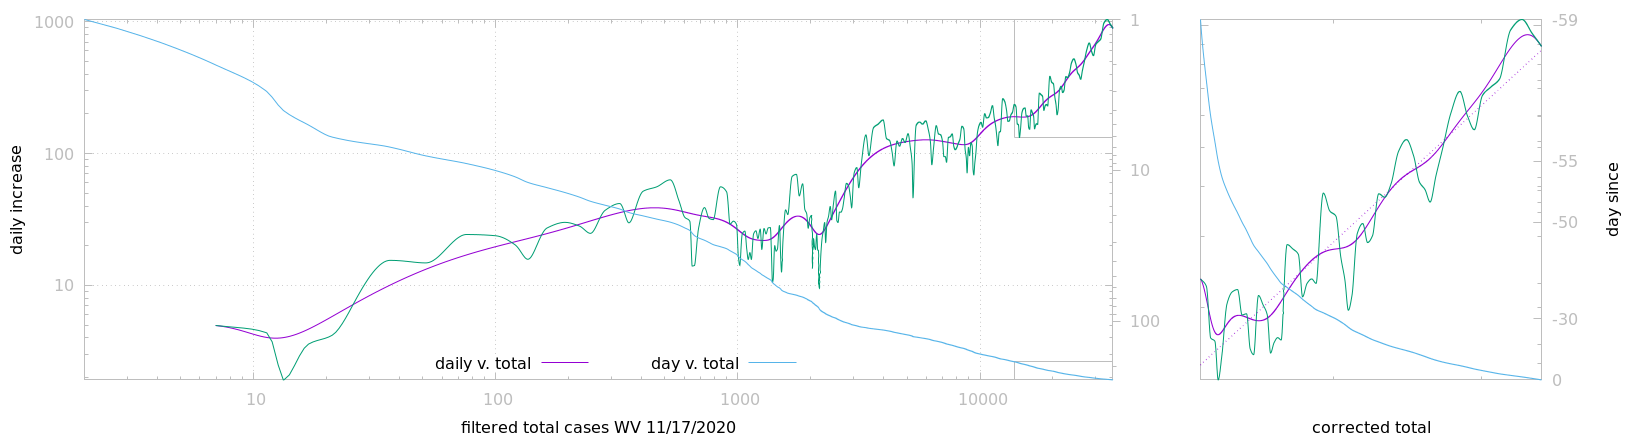 1000
100
10
daily increase
10
100
1000
10000
filtered total cases WV 11/17/2020
daily v. total
day v. total
1
10
100
-59
-55
-50
-30
0
day since
corrected total